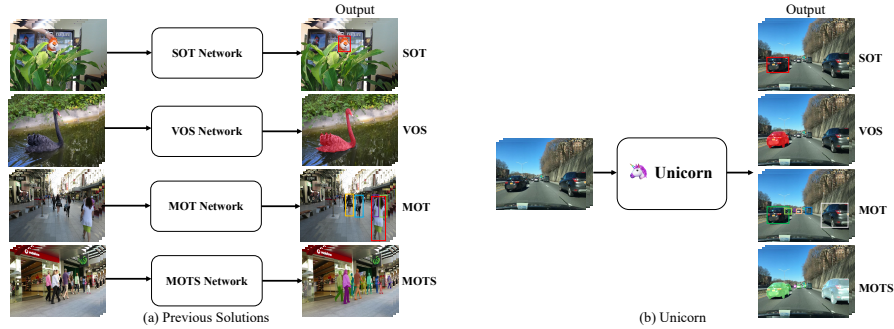 Output
SOT Network
SOT
VOS Network
VOS
MOT Network
MOT
MOTS Network
MOTS
(a) Previous Solutions
Output
SOT
VOS
Unicorn
MOT
MOTS
(b) Unicorn